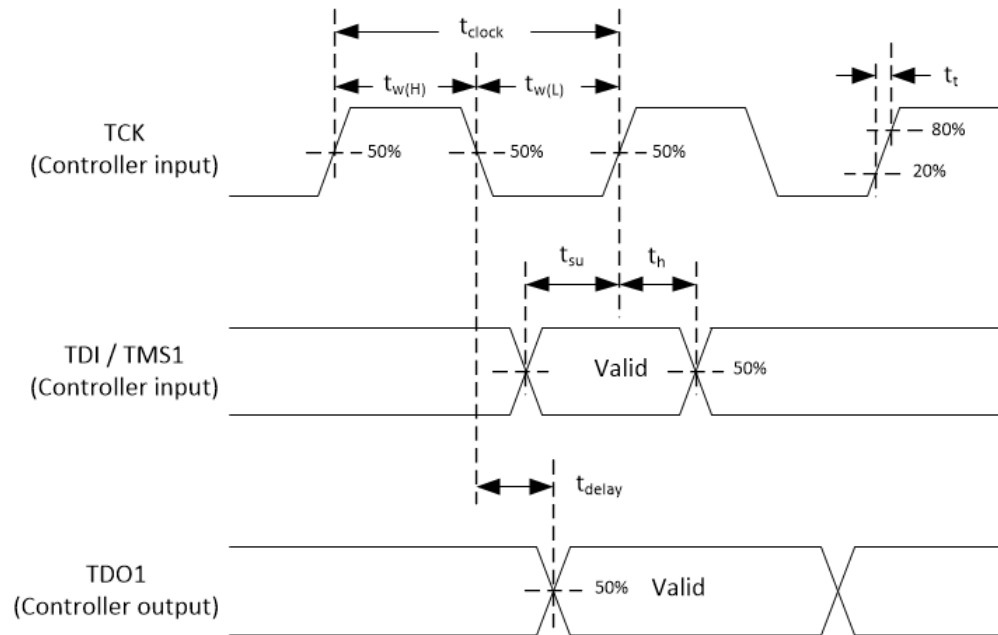 t_clock
t_w(H) t_w(L) t_t
TCK
(Controller input)
50% 50% 50% 80%
20%
t_su t_h
TDI / TMS1
(Controller input)
Valid 50%
t_delay
TDO1
(Controller output)
50% Valid